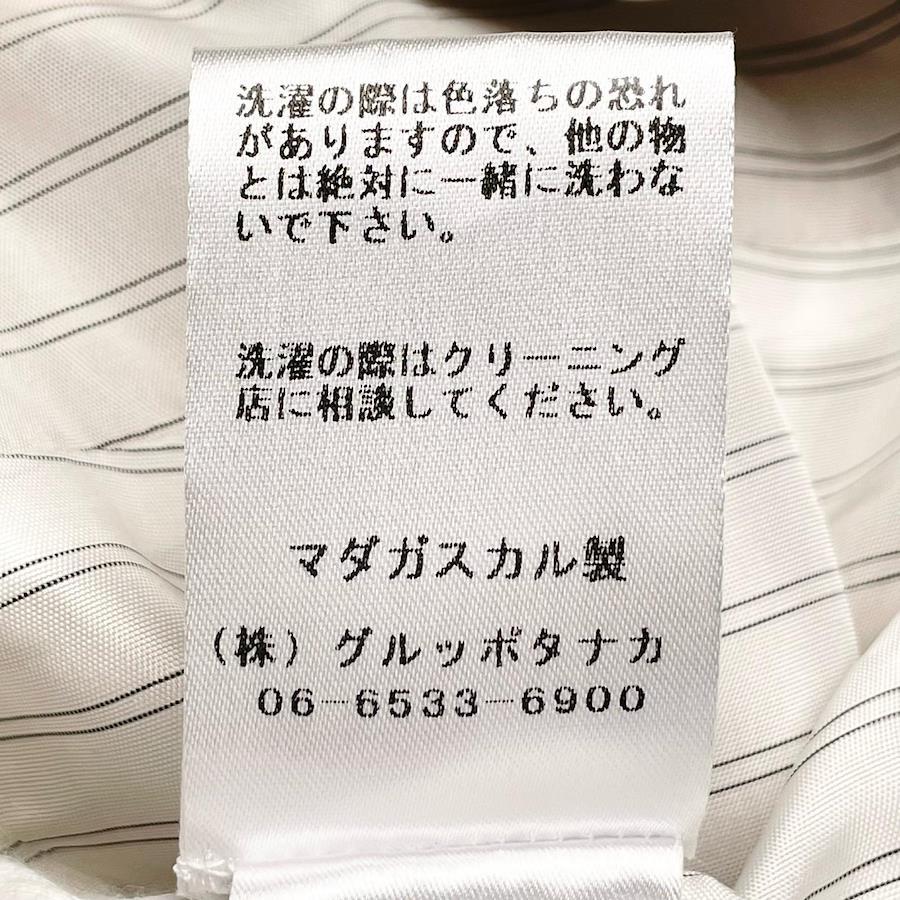 洗濯の際は色落ちの恐れ
がありますので、他の物
とは絶対に一緒に洗わな
いで下さい。
洗濯の際はクリーニング
店に相談してください。
マダガスカル製
(株)グルッポタナカ
06-6533-6900